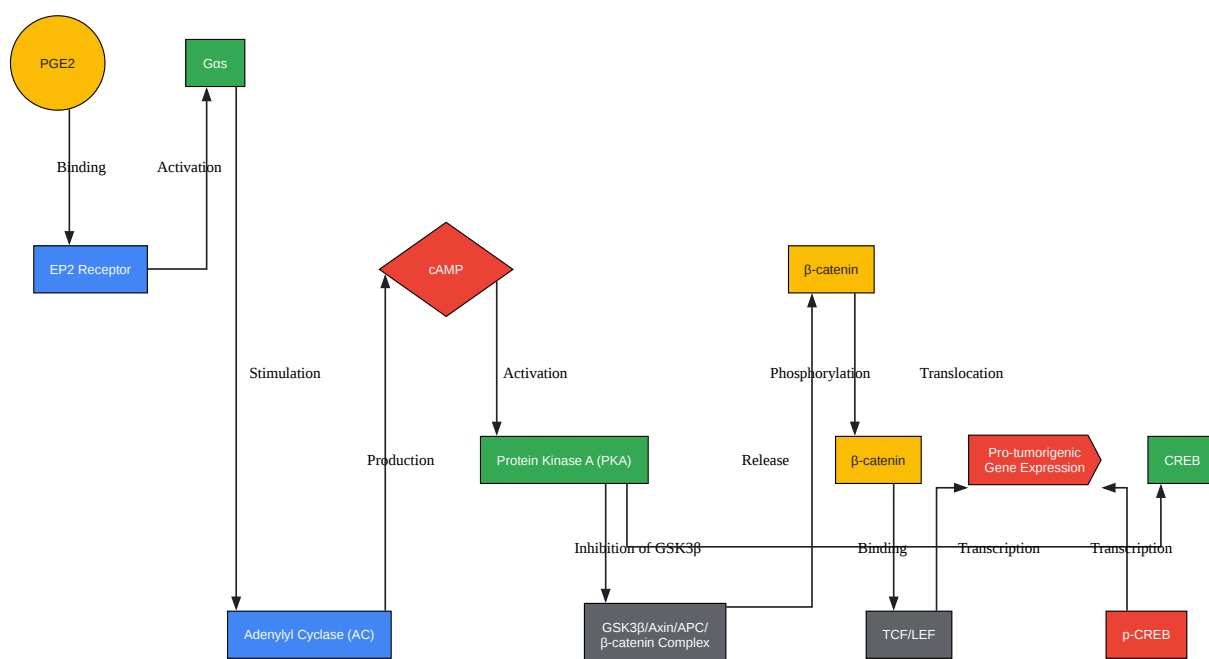 PGE2
Gαs
Binding
Activation
EP2 Receptor
cAMP
β-catenin
Stimulation
Activation
Phosphorylation
Translocation
Production
Protein Kinase A (PKA)
Release
β-catenin
Pro-tumorigenic
Gene Expression
CREB
Inhibition of GSK3β
Binding
Transcription
Transcription
Adenylyl Cyclase (AC)
GSK3β/Axin/APC/
β-catenin Complex
TCF/LEF
p-CREB